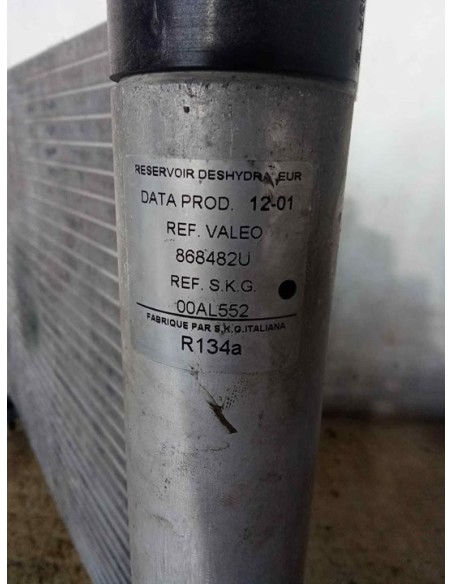 RESERVOIR DESHYDRA EUR
DATA PROD. 12-01
REF. VALEO
868482U
REF. S.K.G.
00AL552
FABRIQUE PAR S.K.G.ITALIANA
R134a